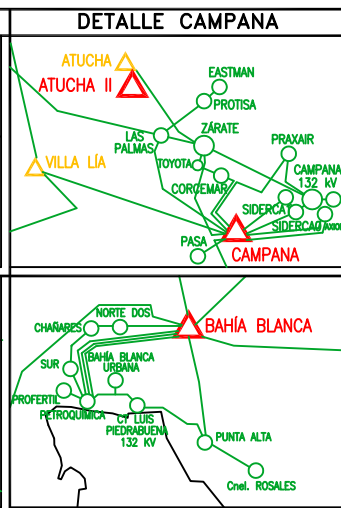 DETALLE CAMPANA
ATUCHA
ATUCHA II
EASTMAN
PROTISA
LAS
PALMAS
ZÁRATE
PRAXAIR
VILLA LÍA
TOYOTA
CAMPANA
132 kV
CORCEMAR
SIDERCA
SIDERCA
PASA
CAMPANA
NORTE DOS
CHAÑARES
BAHÍA BLANCA
SUR
BAHÍA BLANCA
URBANA
PROFERTIL
PETROQUÍMICA
CT LUIS
PIEDRABUENA
132 KV
PUNTA ALTA
Cnel. ROSALES